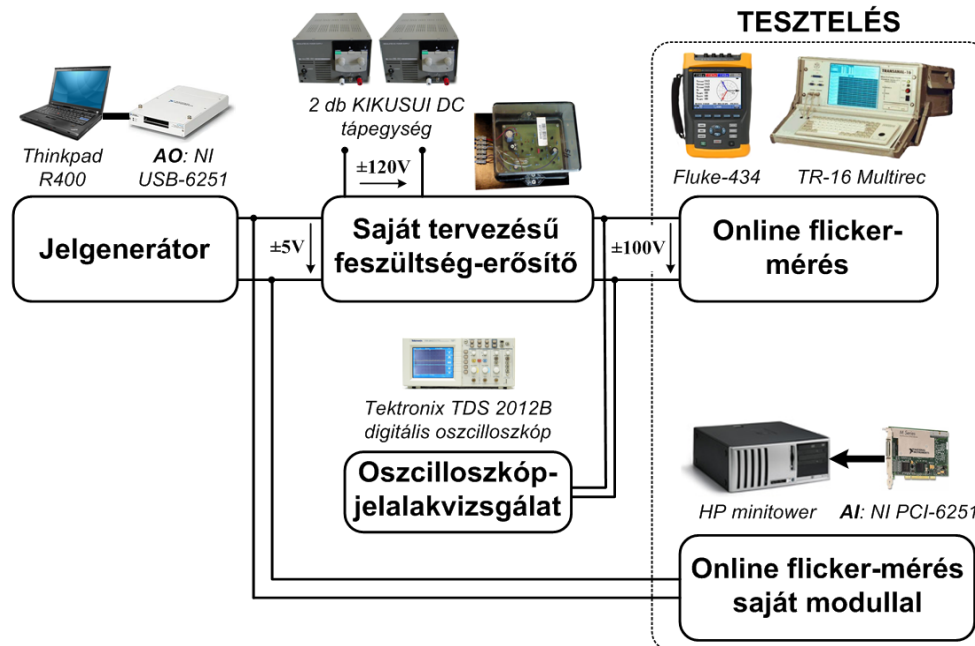 TESZTELÉS
2 db KIKUSUI DC
tápegység
Thinkpad
R400
AO: NI
USB-6251
Fluke-434
TR-16 Multirec
±120V
Jelgenerátor
±5V
Saját tervezésű
feszültség-erősítő
±100V
Online flicker-
mérés
Tektronix TDS 2012B
digitális oszcilloszkóp
Oszcilloszkóp-
jelalakvizsgálat
HP minitower
AI: NI PCI-6251
Online flicker-mérés
saját modullal